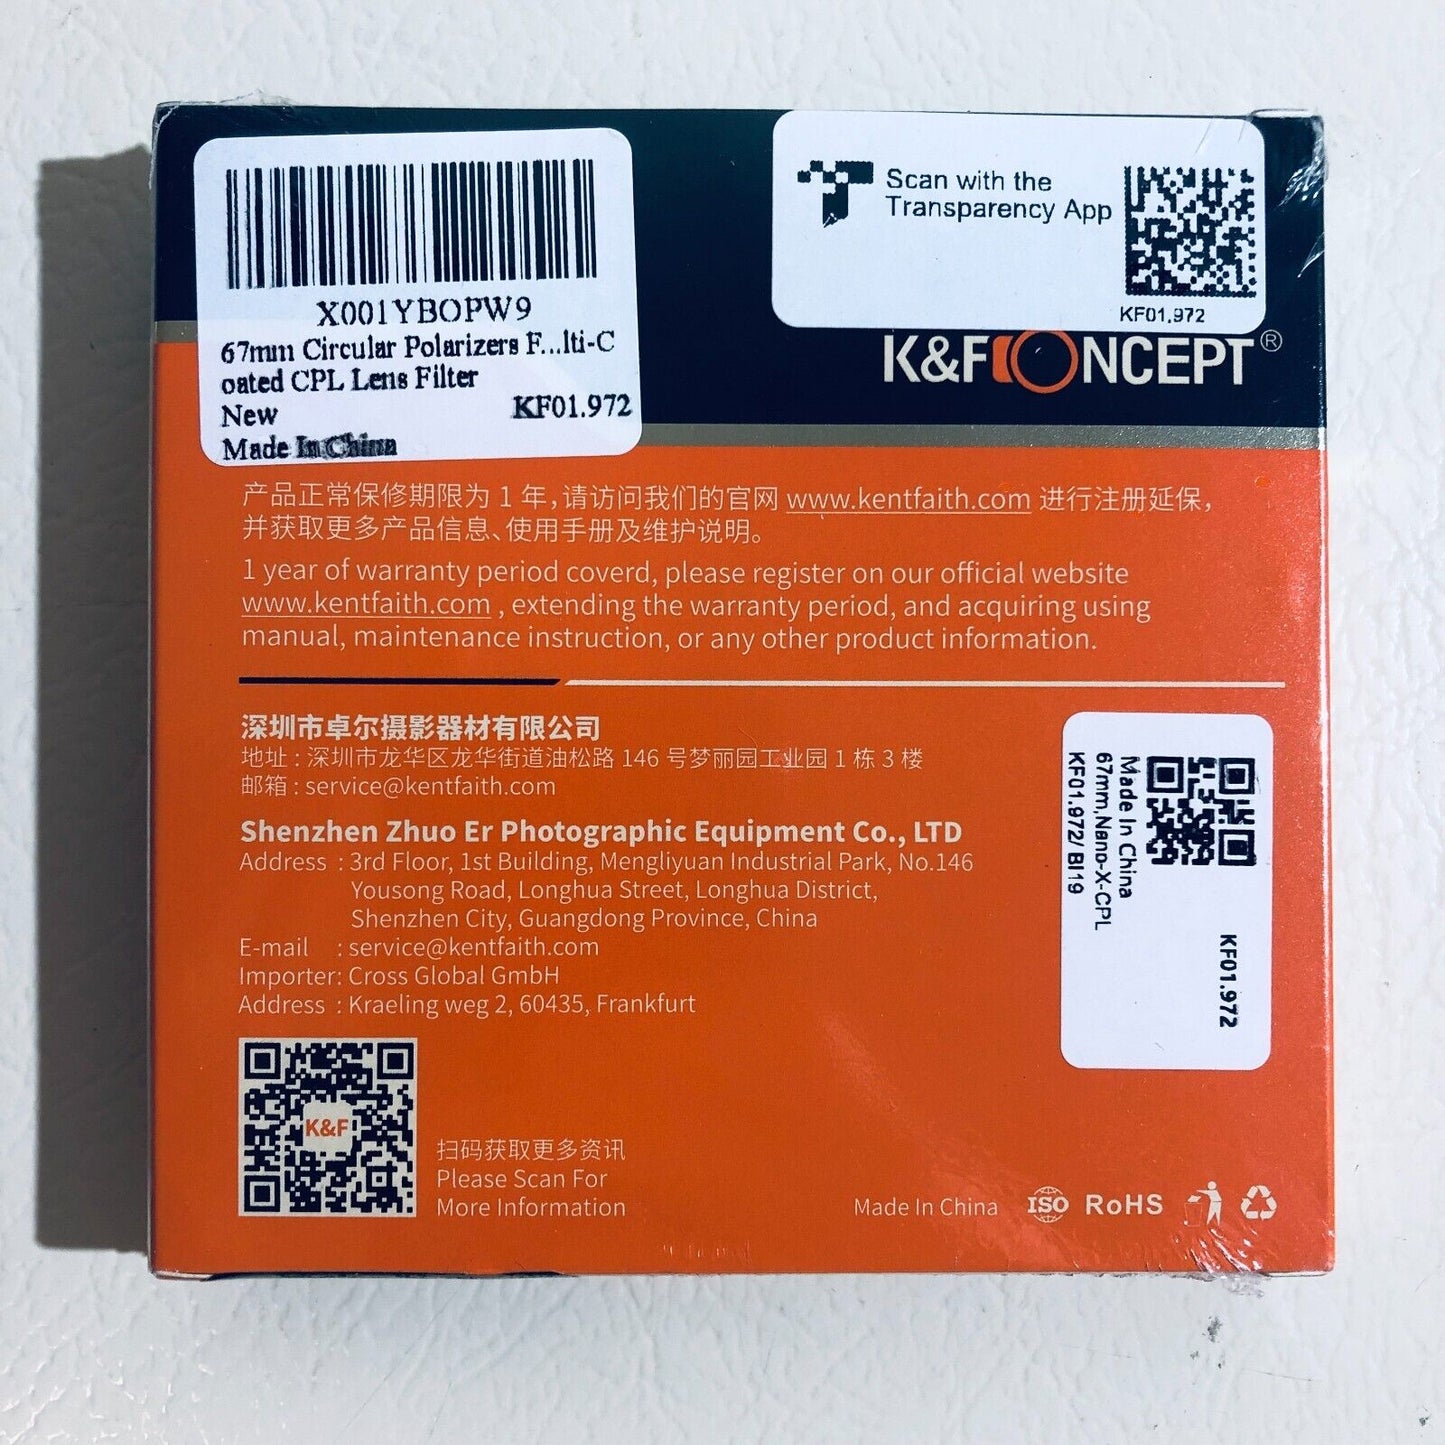 X001YBOPW9
67mm Circular Polarizers F...lti-C
oated CPL Lens Filter
New
KF01.972
Made In China
Scan with the
Transparency App
KF01.972
K&F CONCEPT®
产品正常保修期限为 1 年,请访问我们的官网 www.kentfaith.com 进行注册延保,
并获取更多产品信息、使用手册及维护说明。
1 year of warranty period coverd, please register on our official website
www.kentfaith.com , extending the warranty period, and acquiring using
manual, maintenance instruction, or any other product information.
深圳市卓尔摄影器材有限公司
地址 : 深圳市龙华区龙华街道油松路 146 号梦丽园工业园 1 栋 3 楼
邮箱 : service@kentfaith.com
Shenzhen Zhuo Er Photographic Equipment Co., LTD
Address : 3rd Floor, 1st Building, Mengliyuan Industrial Park, No.146
Yousong Road, Longhua Street, Longhua District,
Shenzhen City, Guangdong Province, China
E-mail : service@kentfaith.com
Importer: Cross Global GmbH
Address : Kraeling weg 2, 60435, Frankfurt
Made In China
67mm,Nano-X-CPL
KF01.972/ BI19
KF01.972
K&F
扫码获取更多资讯
Please Scan For
More Information
Made In China
ISO
RoHS